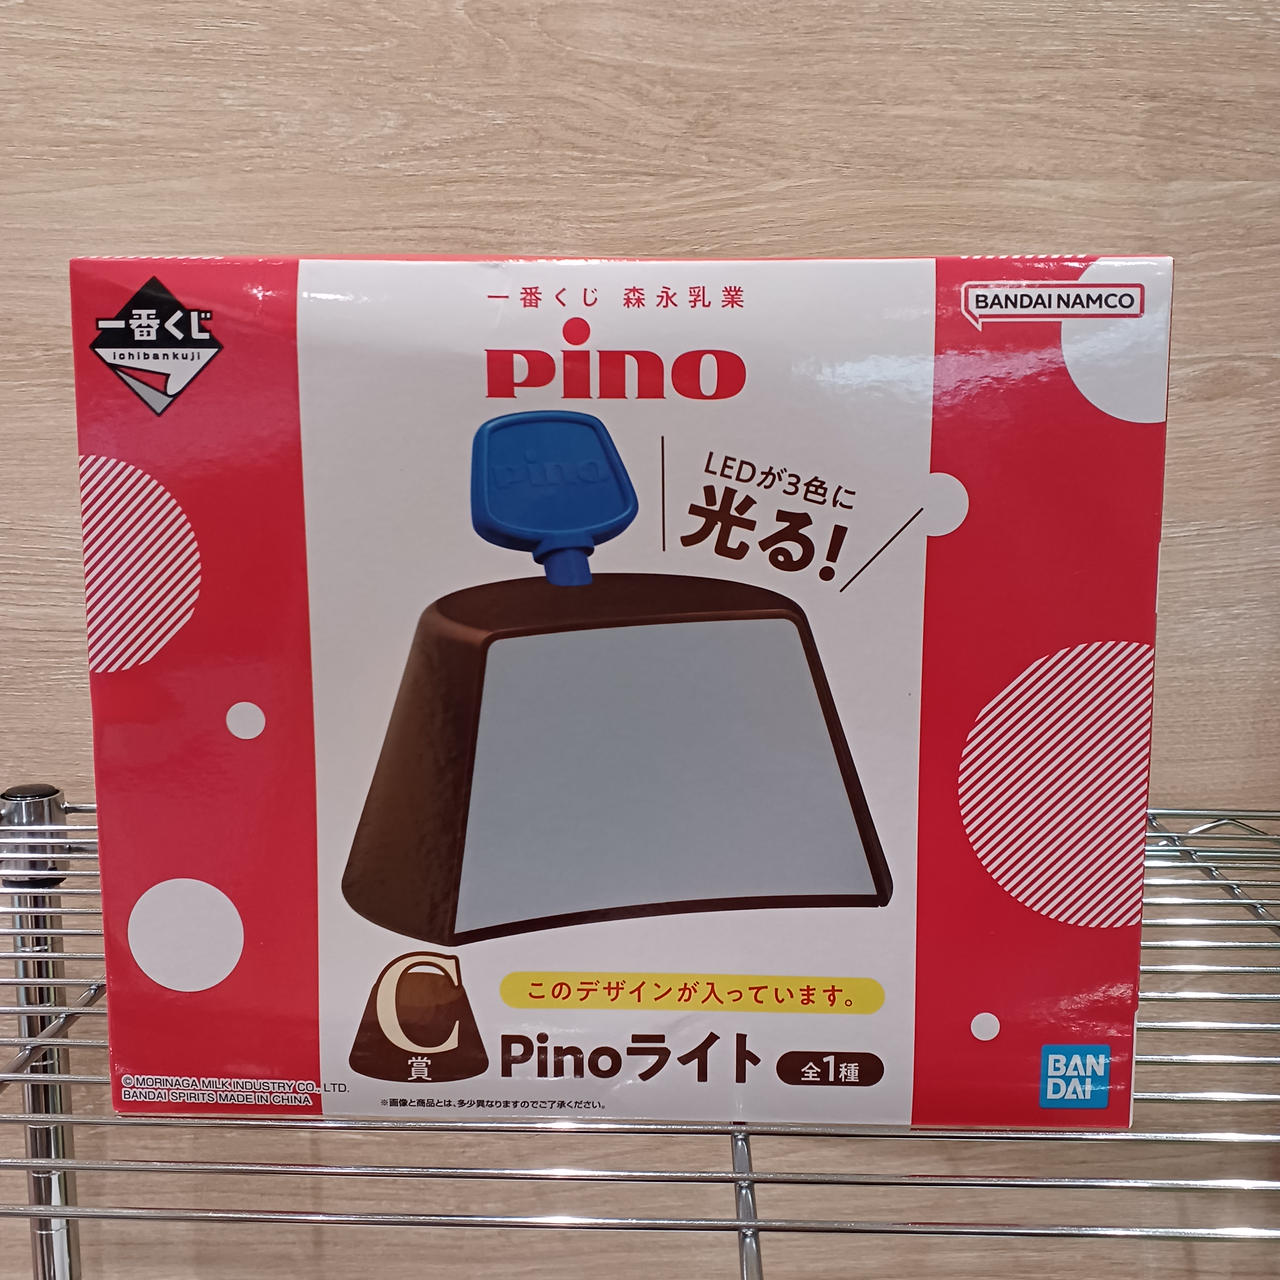 一番くじ
ichibankuji
一番くじ 森永乳業
pino
BANDAI NAMCO
pino
LEDが3色に
光る!
C
賞
このデザインが入っています。
Pinoライト
全1種
※画像と商品とは、多少異なりますのでご了承ください。
© MORINAGA MILK INDUSTRY CO., LTD.
BANDAI SPIRITS MADE IN CHINA
BAN
DAI